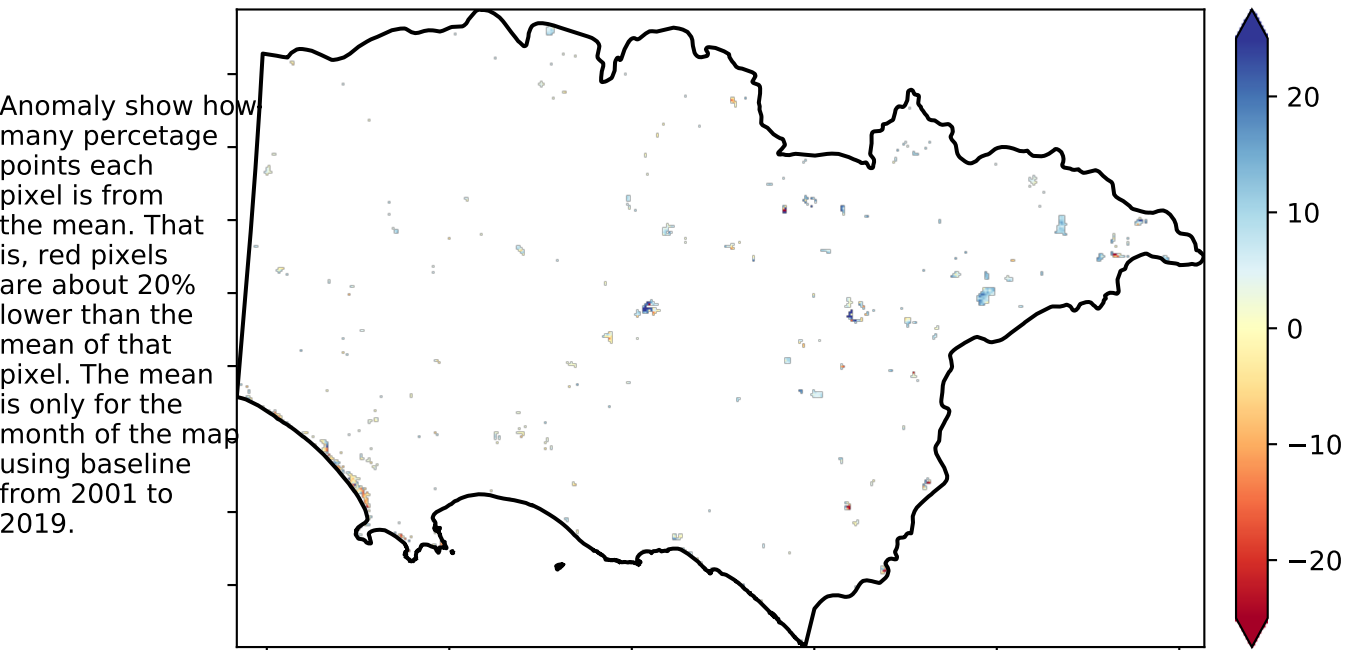 Anomaly show how
many percetage
points each
pixel is from
the mean. That
is, red pixels
are about 20%
lower than the
mean of that
pixel. The mean
is only for the
month of the map
using baseline
from 2001 to
2019.
20
10
0
−10
−20